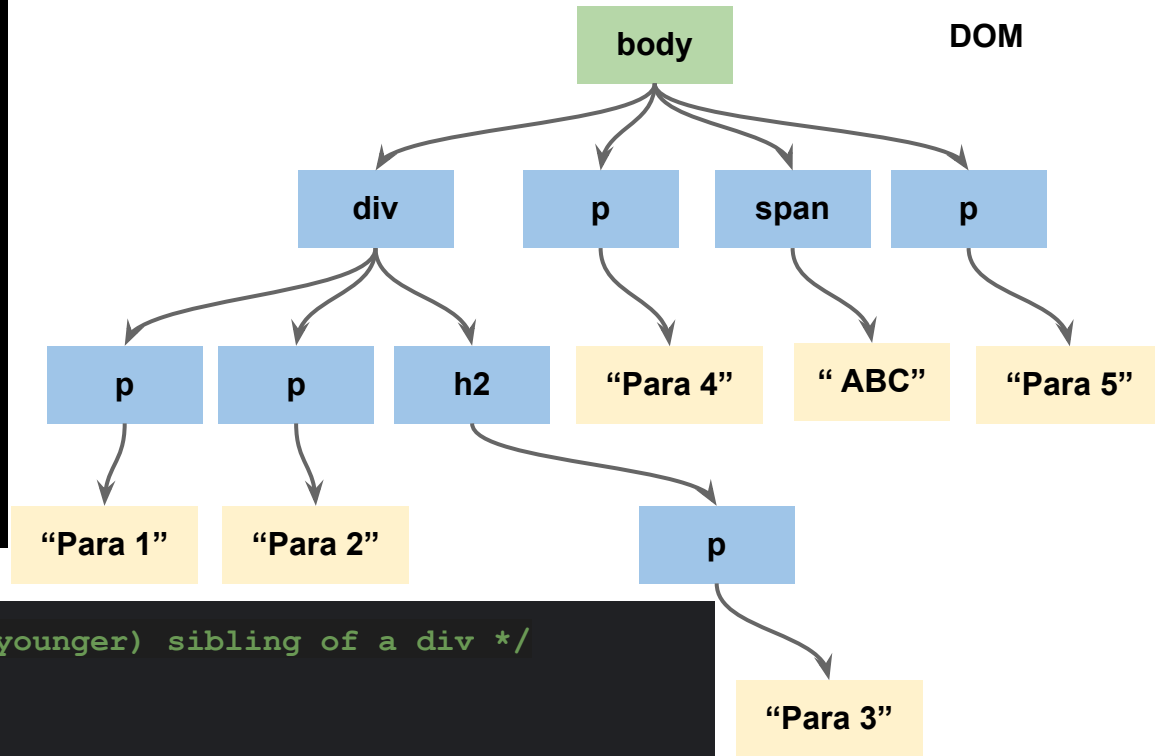 DOM
body
div
p
span
p
p
p
h2
“Para 4”
“ ABC”
“Para 5”
“Para 1”
“Para 2”
p
younger) sibling of a div */
“Para 3”